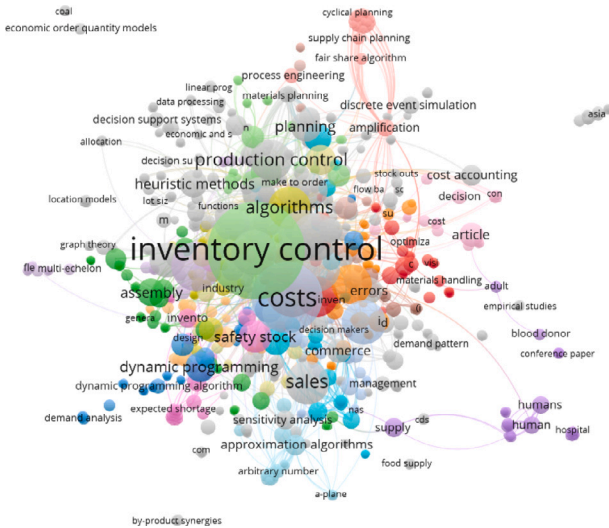 coal
cyclical planning
economic order quantity models
supply chain planning
fair share algorithm
process engineering
linear prog
materials planning
data processing
discrete event simulation
asia
decision support systems
n
planning
amplification
economic and s
allocation
decision su
production control
stock outs
cost accounting
heuristic methods
make to order
flow ba
sc
decision
con
location models
lot siz
functions
algorithms
m
su
cost
article
graph theory
inventory control
optimiza
c
visi
fle
multi-echelon
materials handling
assembly
industry
costs
inven
errors
adult
genera
invento
empirical studies
id
design
safety stock
decision makers
demand pattern
blood donor
commerce
conference paper
dynamic programming
dynamic programming algorithm
sales
management
expected shortage
humans
demand analysis
nas
sensitivity analysis
cds
supply
human
hospital
approximation algorithms
com
food supply
arbitrary number
a-plane
by-product synergies